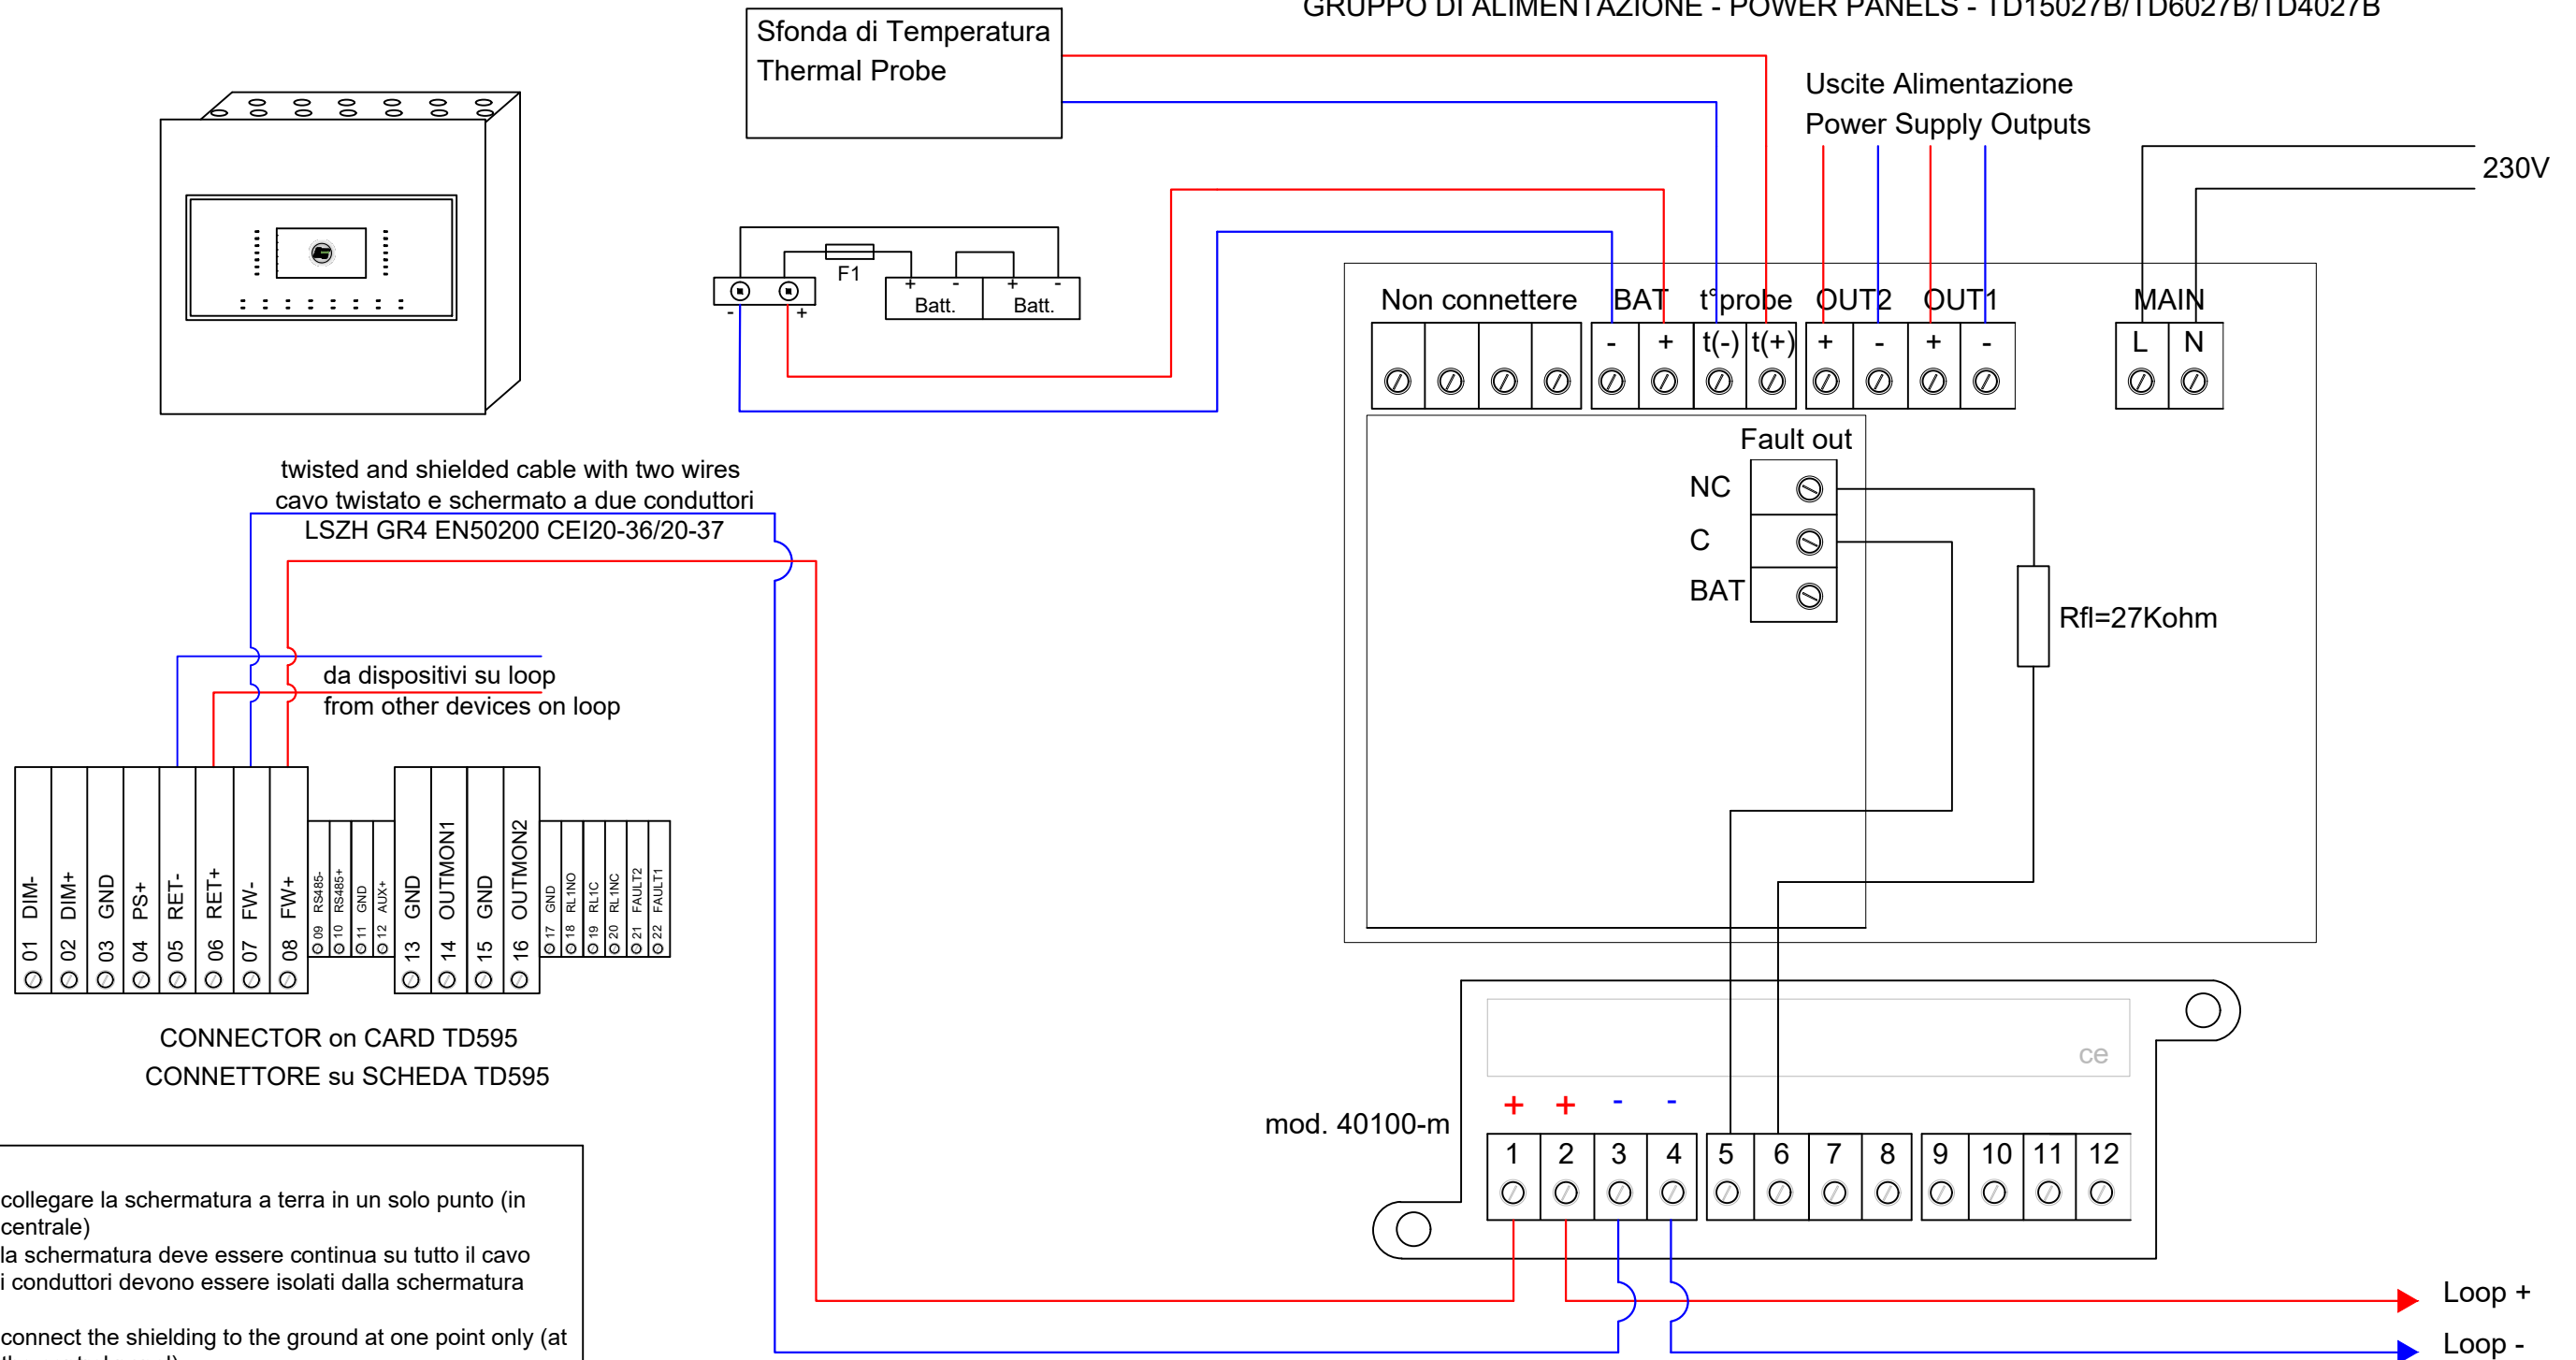 GRUPPO DI ALIMENTAZIONE - POWER PANELS - TD15027B/TD6027B/TD4027B
Sfonda di Temperatura
Thermal Probe
Uscite Alimentazione
Power Supply Outputs
230V
F1
+ - + -
Batt. Batt.
- +
Non connettere BAT t°probe OUT2 OUT1 MAIN
- + t(-) t(+) + - + - L N
Fault out
NC
C
BAT
Rfl=27Kohm
twisted and shielded cable with two wires
cavo twistato e schermato a due conduttori
LSZH GR4 EN50200 CEI20-36/20-37
da dispositivi su loop
from other devices on loop
01 DIM-
02 DIM+
03 GND
04 PS+
05 RET-
06 RET+
07 FW-
08 FW+
09 RS485-
10 RS485+
11 GND
12 AUX+
13 GND
14 OUTMON1
15 GND
16 OUTMON2
17 GND
18 RL1NO
19 RL1C
20 RL1NC
21 FAULT2
22 FAULT1
CONNECTOR on CARD TD595
CONNETTORE su SCHEDA TD595
ce
+ + - -
mod. 40100-m
1 2 3 4 5 6 7 8 9 10 11 12
Loop +
Loop -
collegare la schermatura a terra in un solo punto (in
centrale)
la schermatura deve essere continua su tutto il cavo
i conduttori devono essere isolati dalla schermatura
connect the shielding to the ground at one point only (at